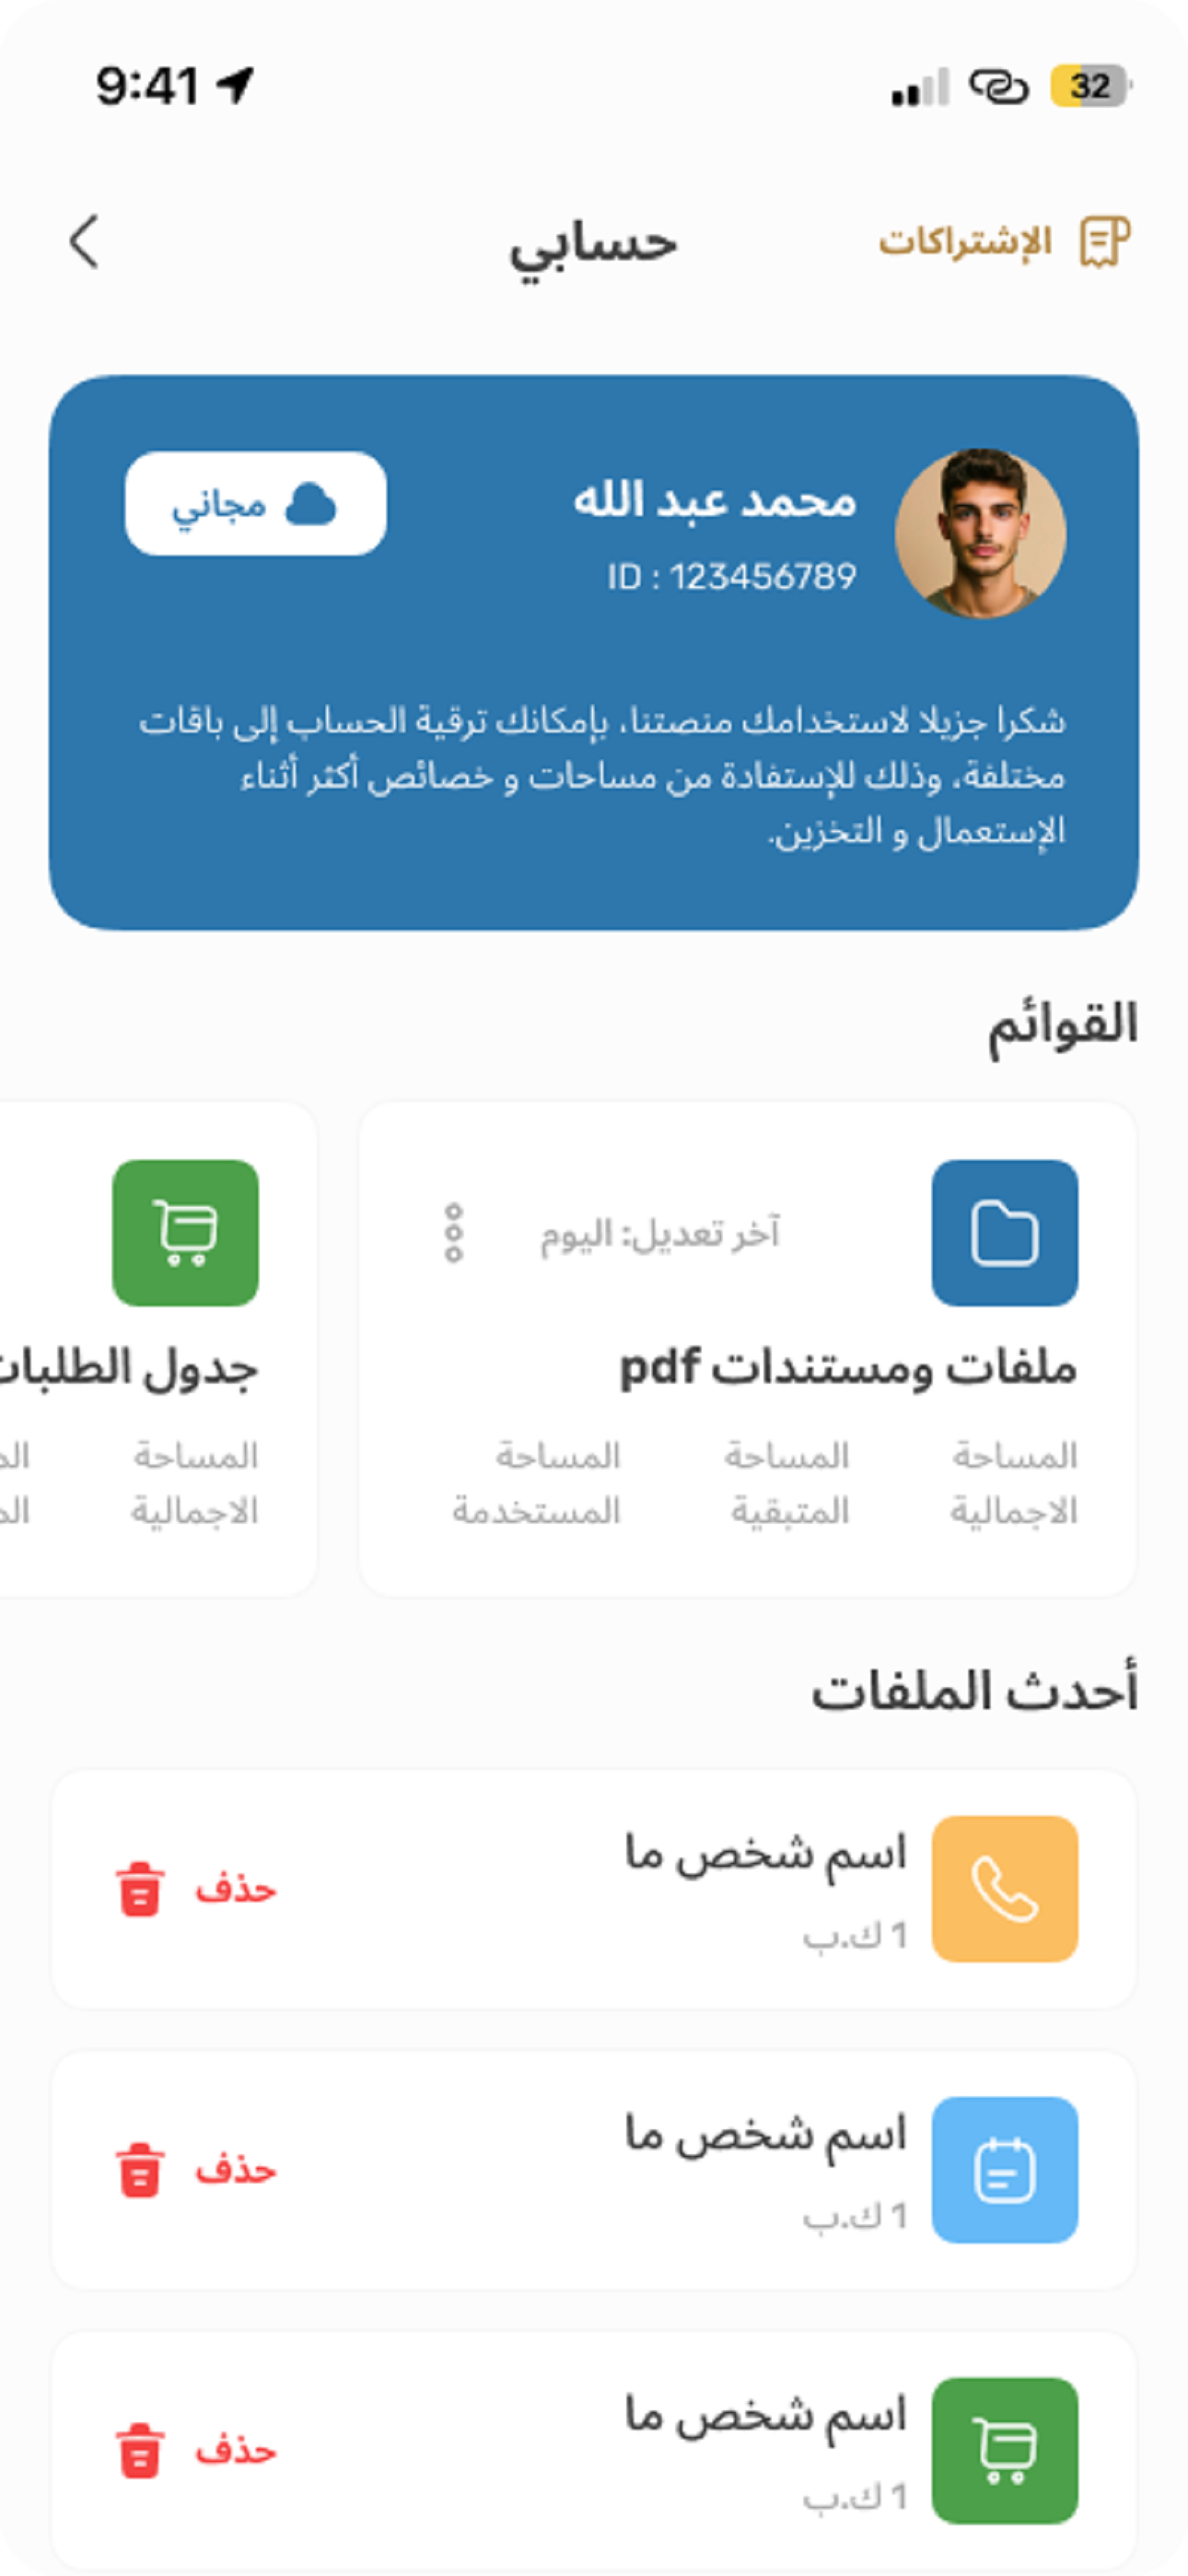 9:41
32
الإشتراكات
حسابي
محمد عبد الله
مجاني
ID : 123456789
شكرا جزيلا لاستخدامك منصتنا، بإمكانك ترقية الحساب إلى باقات
مختلفة، وذلك للإستفادة من مساحات و خصائص أكثر أثناء
الإستعمال و التخزين.
القوائم
آخر تعديل: اليوم
ملفات ومستندات pdf
المساحة الاجمالية
المساحة المتبقية
المساحة المستخدمة
جدول الطلبات
المساحة الاجمالية
أحدث الملفات
اسم شخص ما
1 ك.ب
حذف
اسم شخص ما
1 ك.ب
حذف
اسم شخص ما
1 ك.ب
حذف